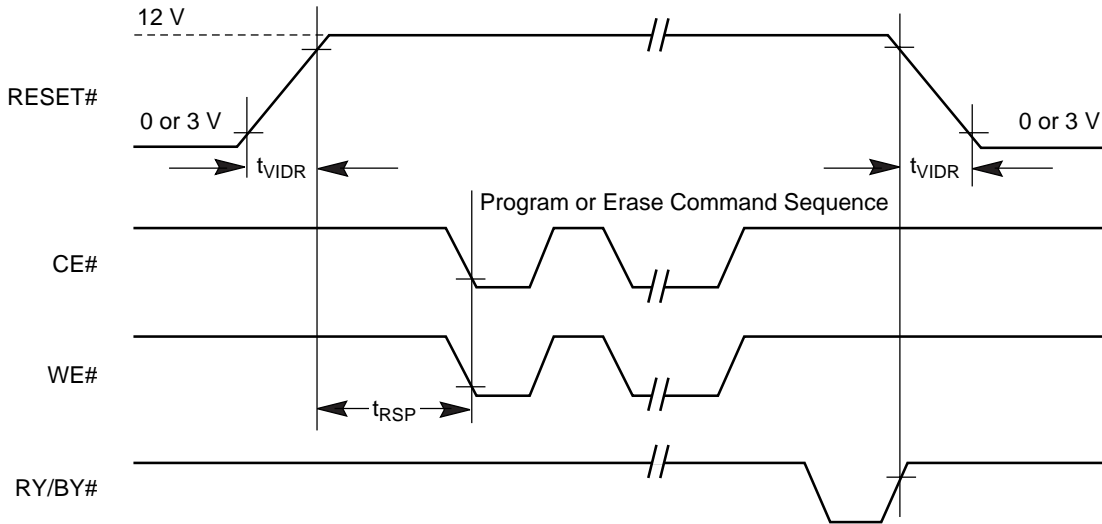 12 V
RESET#
0 or 3 V
0 or 3 V
tVIDR
tVIDR
Program or Erase Command Sequence
CE#
WE#
tRSP
RY/BY#